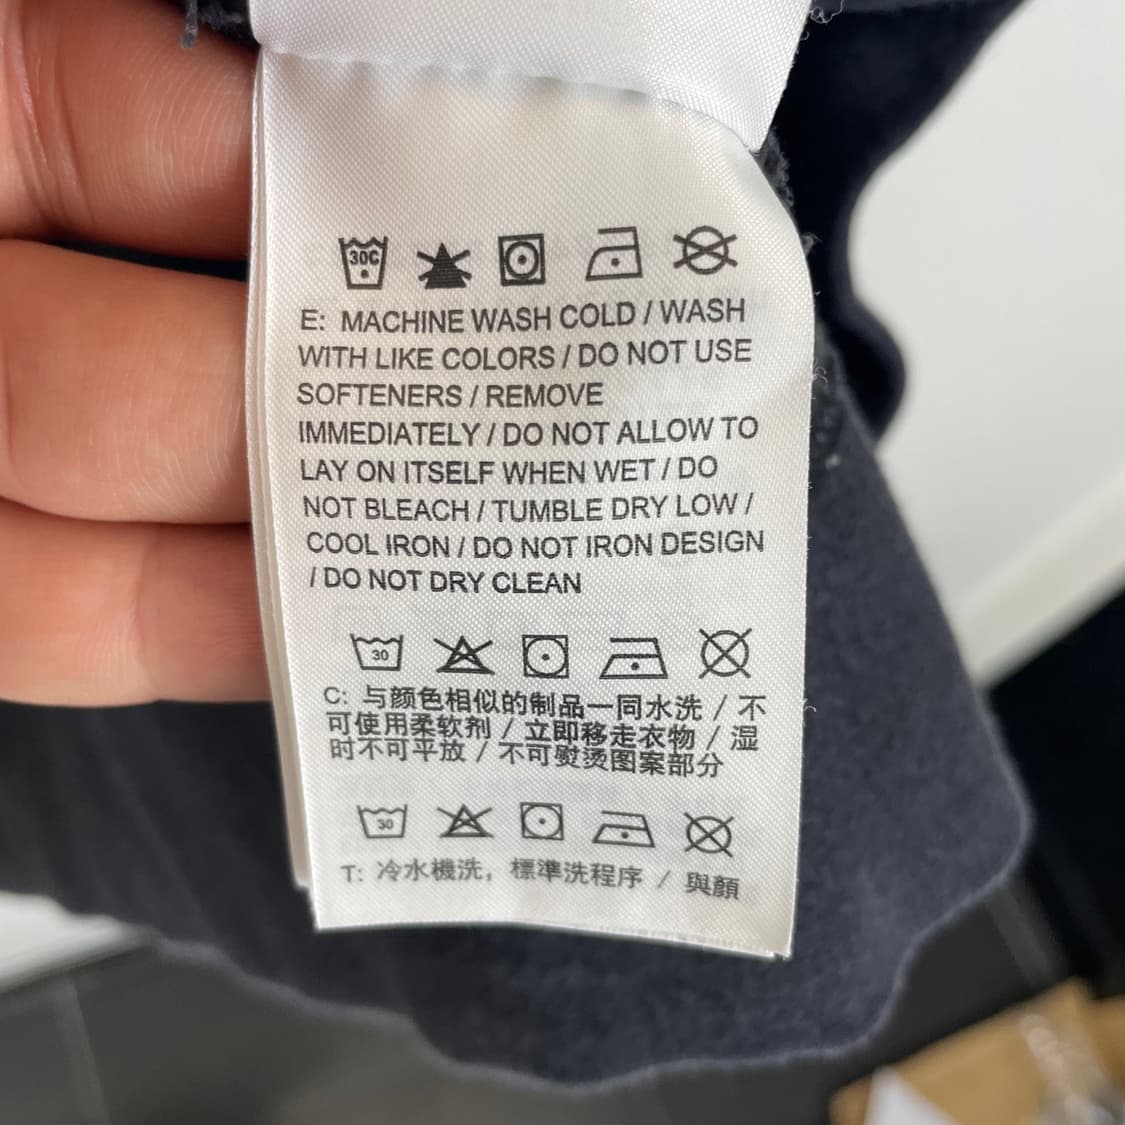 30C
E: MACHINE WASH COLD / WASH
WITH LIKE COLORS / DO NOT USE
SOFTENERS / REMOVE
IMMEDIATELY / DO NOT ALLOW TO
LAY ON ITSELF WHEN WET / DO
NOT BLEACH / TUMBLE DRY LOW /
COOL IRON / DO NOT IRON DESIGN
/ DO NOT DRY CLEAN
30
C: 与颜色相似的制品一同水洗 / 不
可使用柔软剂 / 立即移走衣物 / 湿
时不可平放 / 不可熨烫图案部分
30
T: 冷水機洗，標準洗程序 / 與顏